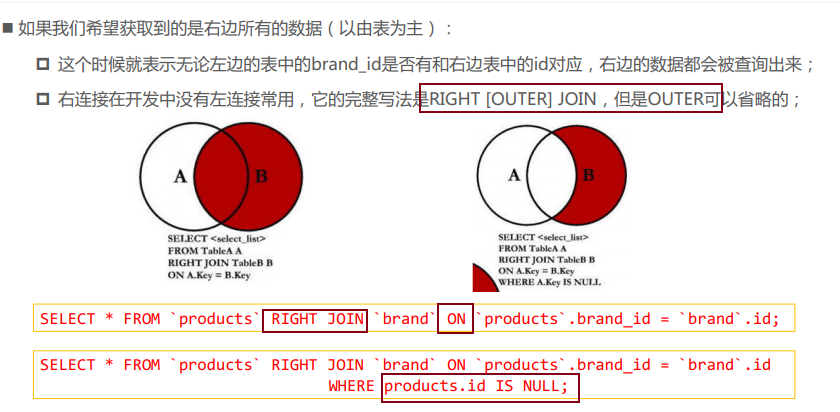 ■ 如果我们希望获取到的是右边所有的数据（以由表为主）：
这个时候就表示无论左边的表中的brand_id是否有和右边表中的id对应，右边的数据都会被查询出来；
右连接在开发中没有左连接常用，它的完整写法是RIGHT [OUTER] JOIN，但是OUTER可以省略的；
A B
SELECT <select_list>
FROM TableA A
RIGHT JOIN TableB B
ON A.Key = B.Key
A B
SELECT <select_list>
FROM TableA A
RIGHT JOIN TableB B
ON A.Key = B.Key
WHERE A.Key IS NULL
SELECT * FROM `products` RIGHT JOIN `brand` ON `products`.brand_id = `brand`.id;
SELECT * FROM `products` RIGHT JOIN `brand` ON `products`.brand_id = `brand`.id
WHERE products.id IS NULL;